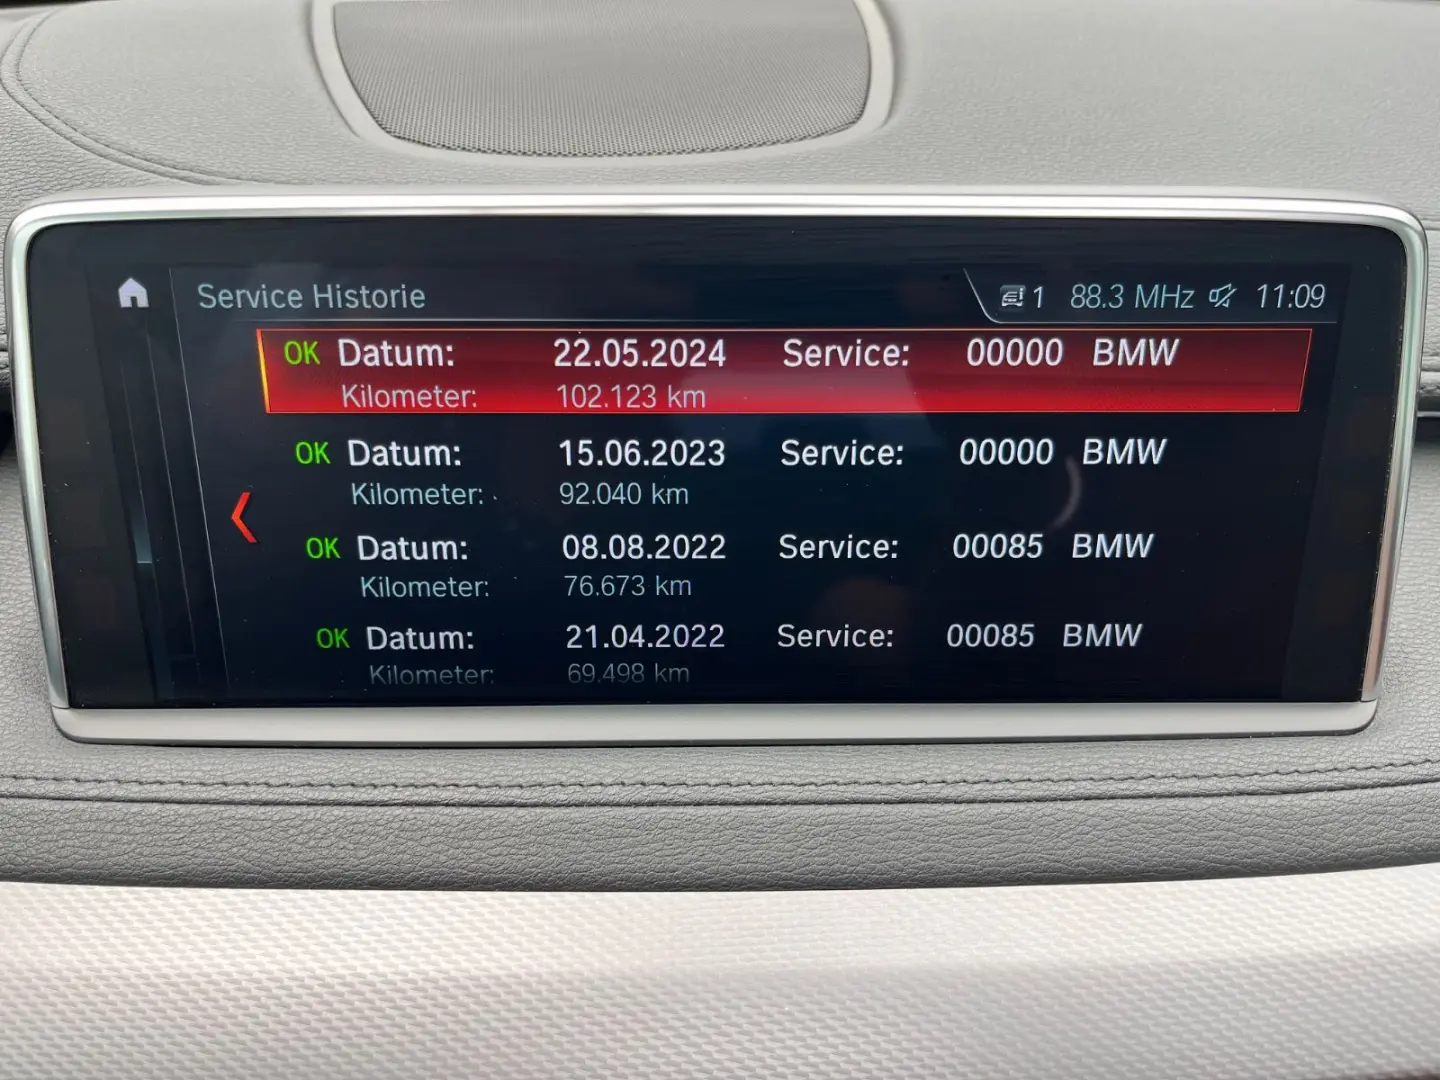 Service Historie 1 88.3 MHz 11:09
OK Datum: 22.05.2024 Service: 00000 BMW
Kilometer: 102.123 km
OK Datum: 15.06.2023 Service: 00000 BMW
Kilometer: 92.040 km
OK Datum: 08.08.2022 Service: 00085 BMW
Kilometer: 76.673 km
OK Datum: 21.04.2022 Service: 00085 BMW
Kilometer: 69.498 km